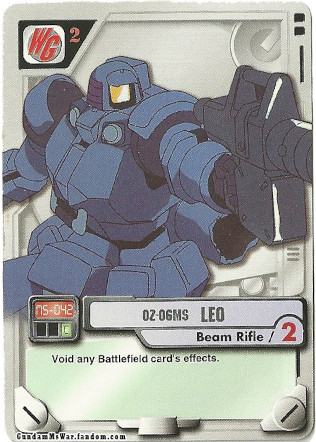 WG 2
MS-042
C
OZ-06MS LEO
Beam Rifle / 2
Void any Battlefield card's effects.
GundamMsWar.fandom.com